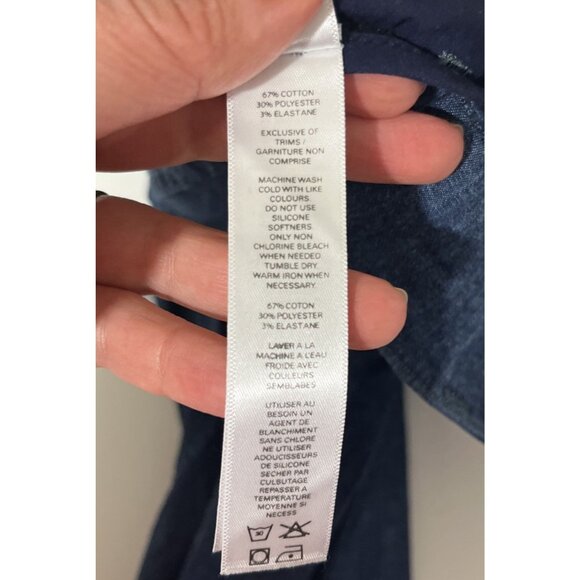 67% COTTON
30% POLYESTER
3% ELASTANE
EXCLUSIVE OF
TRIMS/
GARNITURE NON
COMPRISE
MACHINE WASH
COLD WITH LIKE
COLOURS
DO NOT USE
SILICONE
SOFTNERS
ONLY NON
CHLORINE BLEACH
WHEN NEEDED
TUMBLE DRY
WARM IRON WHEN
NECESSARY
67% COTON
30% POLYESTER
3% ELASTANE
LAVER A LA
MACHINE A L'EAU
FROIDE AVEC
COULEURS
SEMBLABES
UTILISER AU
BESOIN UN
AGENT DE
BLANCHIMENT
SANS CHLORE
NE UTILISER
ADOUCISSEURS
DE SILICONE
SECHER PAR
CULBUTAGE
REPASSER A
TEMPERATURE
MOYENNE SI
NECESS
30